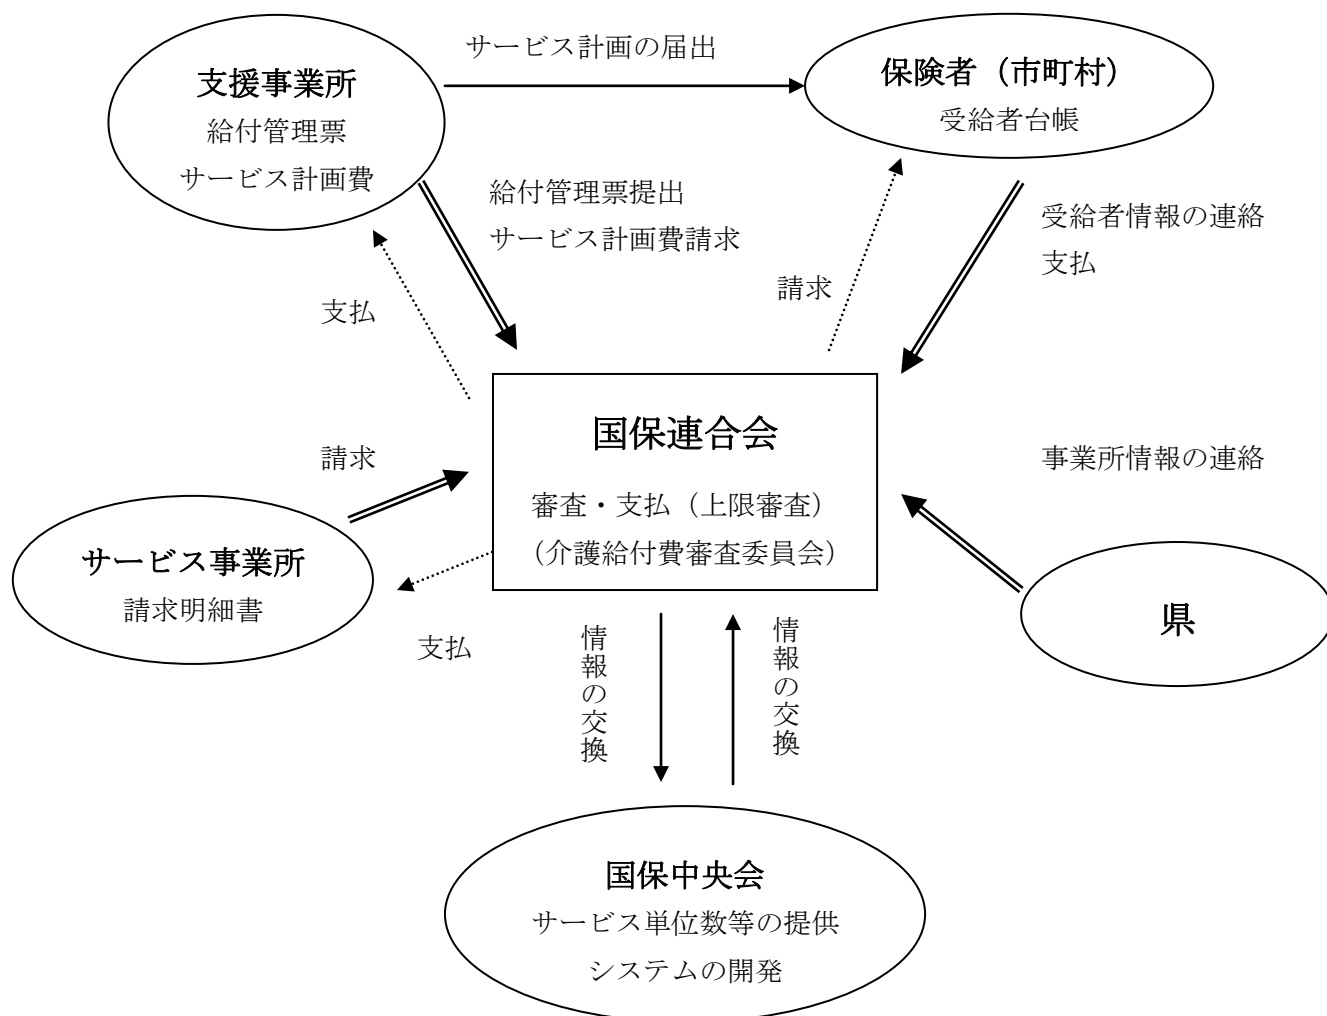 サービス計画の届出
支援事業所
給付管理票
サービス計画費
保険者（市町村）
受給者台帳
給付管理票提出
サービス計画費請求
受給者情報の連絡
支払
請求
支払
国保連合会
審査・支払（上限審査）
（介護給付費審査委員会）
請求
事業所情報の連絡
サービス事業所
請求明細書
支払
県
情報の交換
情報の交換
国保中央会
サービス単位数等の提供
システムの開発